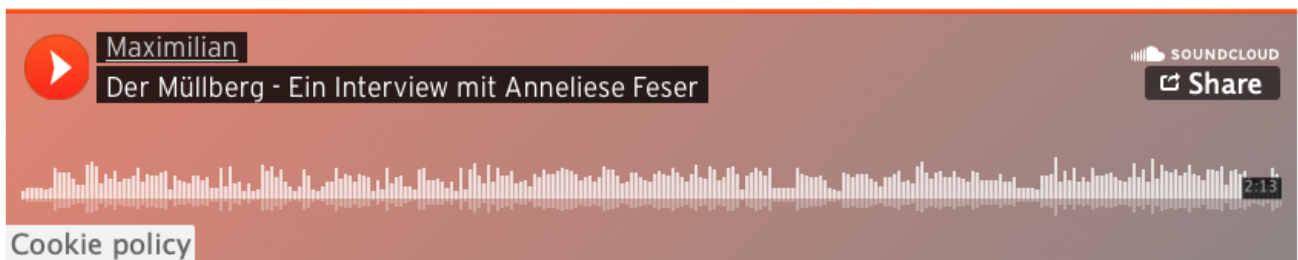 Maximilian
Der Müllberg - Ein Interview mit Anneliese Feser
SOUNDCLOUD
Share
2:13
Cookie policy